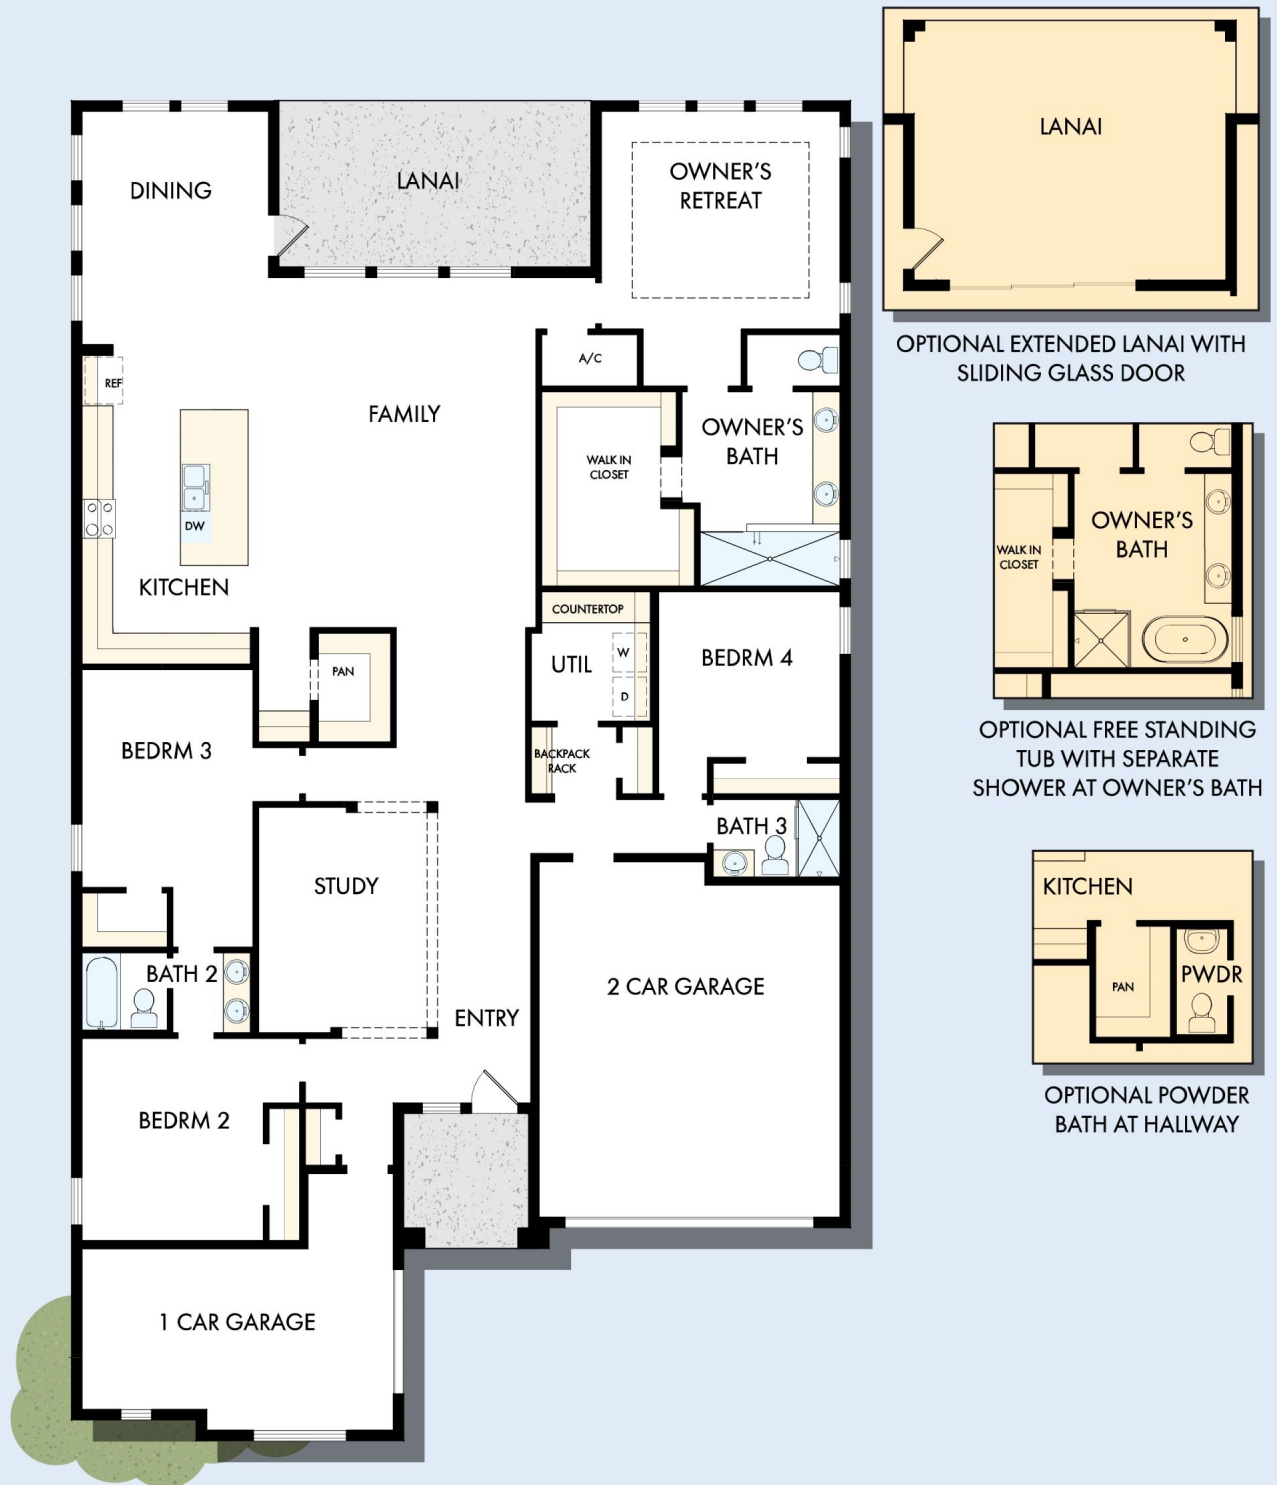 LANAI
DINING
LANAI
OWNER'S
RETREAT
OPTIONAL EXTENDED LANAI WITH
SLIDING GLASS DOOR
A/C
REF
FAMILY
OWNER'S
BATH
WALK IN
CLOSET
DW
KITCHEN
OWNER'S
BATH
WALK IN
CLOSET
COUNTERTOP
W
UTIL
D
PAN
BEDRM 4
OPTIONAL FREE STANDING
TUB WITH SEPARATE
SHOWER AT OWNER'S BATH
BEDRM 3
BACKPACK
RACK
BATH 3
STUDY
KITCHEN
PAN
PWDR
BATH 2
2 CAR GARAGE
ENTRY
OPTIONAL POWDER
BATH AT HALLWAY
BEDRM 2
1 CAR GARAGE